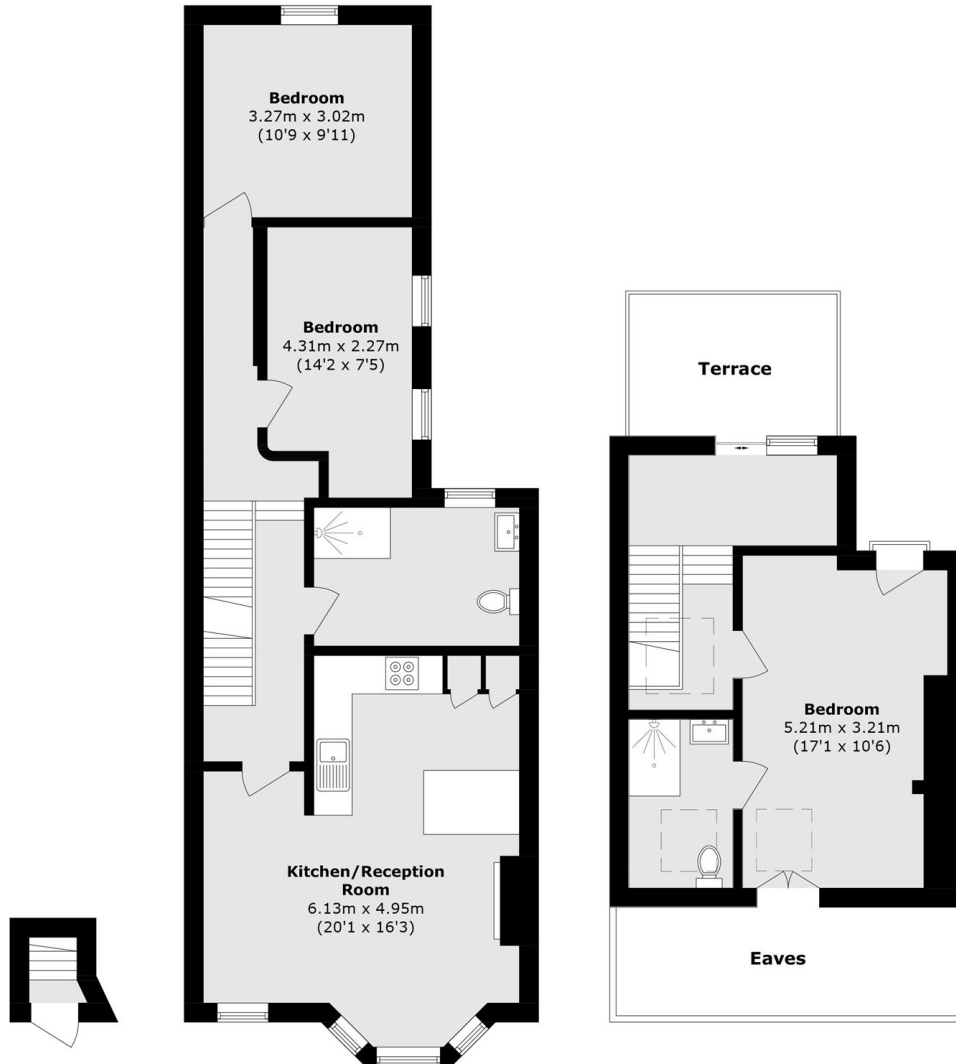 Bedroom
3.27m x 3.02m
(10'9 x 9'11)
Bedroom
4.31m x 2.27m
(14'2 x 7'5)
Kitchen/Reception
Room
6.13m x 4.95m
(20'1 x 16'3)
Terrace
Bedroom
5.21m x 3.21m
(17'1 x 10'6)
Eaves